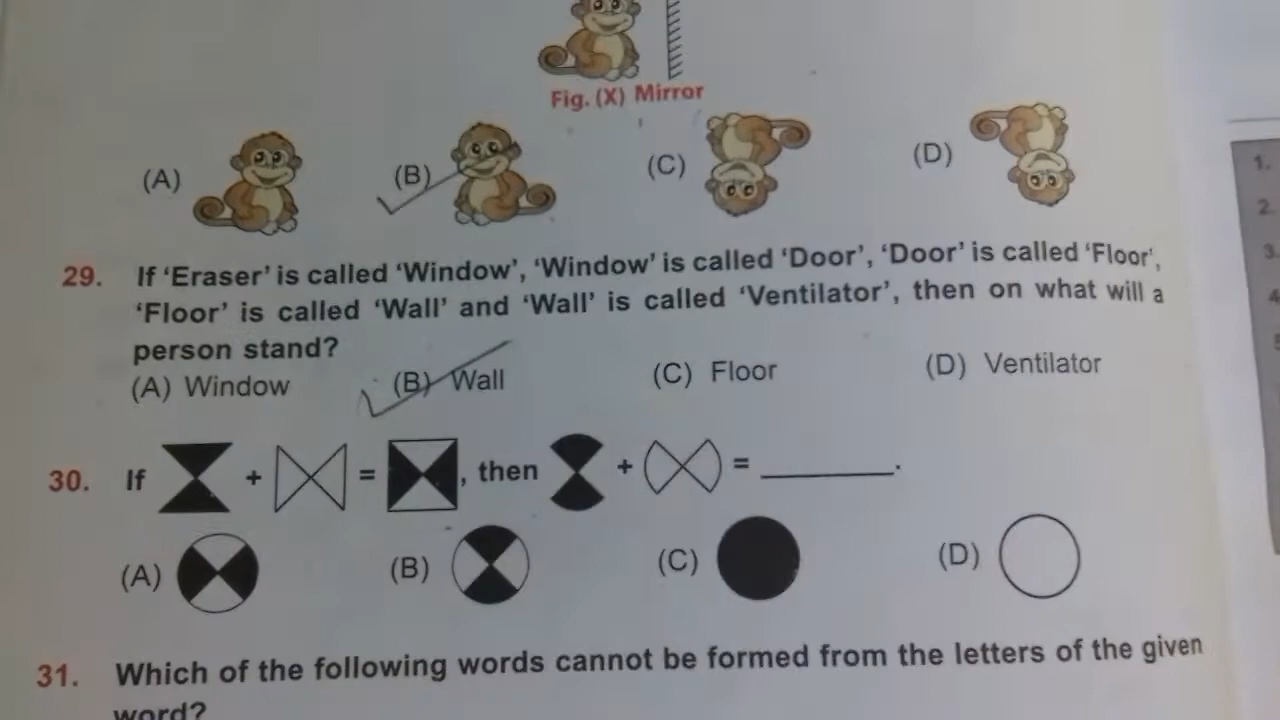 Fig. (X) Mirror
(A) (B) (C) (D)
29. If ‘Eraser’ is called ‘Window’, ‘Window’ is called ‘Door’, ‘Door’ is called ‘Floor’,
‘Floor’ is called ‘Wall’ and ‘Wall’ is called ‘Ventilator’, then on what will a
person stand?
(A) Window (B) Wall (C) Floor (D) Ventilator
30. If + = , then + = ________.
(A) (B) (C) (D)
31. Which of the following words cannot be formed from the letters of the given
word?
1.
2.
3.